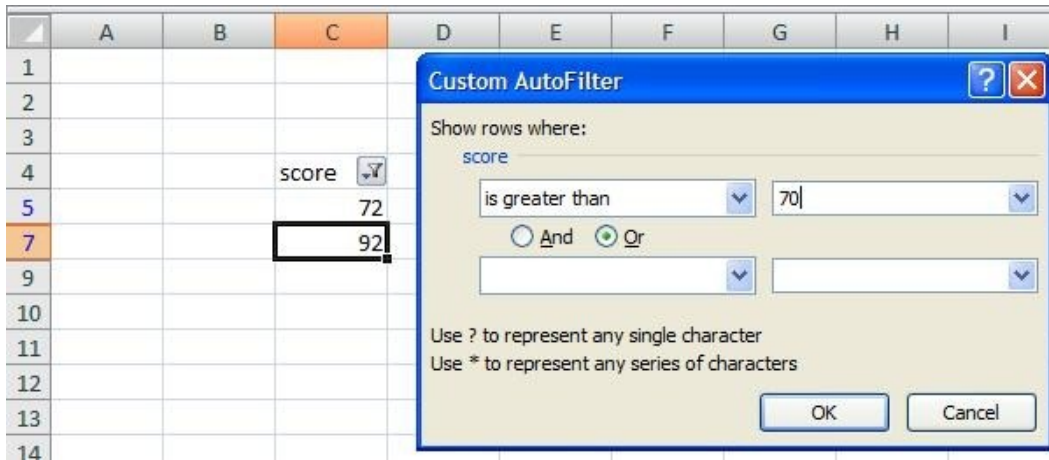 A B C D E F G H I
1
Custom AutoFilter ?
2
3
Show rows where:
score
4 score
is greater than 70
5 72
And Or
7 92
9
10
Use ? to represent any single character
11
Use * to represent any series of characters
12
13
OK Cancel
14